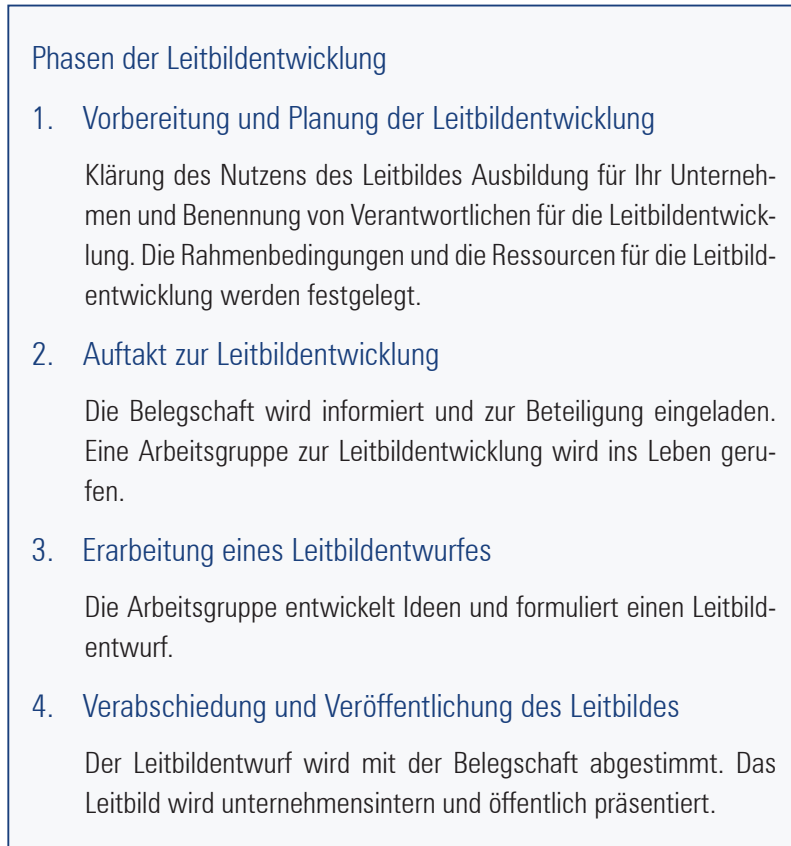 Phasen der Leitbildentwicklung
1. Vorbereitung und Planung der Leitbildentwicklung
Klärung des Nutzens des Leitbildes Ausbildung für Ihr Unterneh-
men und Benennung von Verantwortlichen für die Leitbildentwick-
lung. Die Rahmenbedingungen und die Ressourcen für die Leitbild-
entwicklung werden festgelegt.
2. Auftakt zur Leitbildentwicklung
Die Belegschaft wird informiert und zur Beteiligung eingeladen.
Eine Arbeitsgruppe zur Leitbildentwicklung wird ins Leben geru-
fen.
3. Erarbeitung eines Leitbildentwurfes
Die Arbeitsgruppe entwickelt Ideen und formuliert einen Leitbild-
entwurf.
4. Verabschiedung und Veröffentlichung des Leitbildes
Der Leitbildentwurf wird mit der Belegschaft abgestimmt. Das
Leitbild wird unternehmensintern und öffentlich präsentiert.